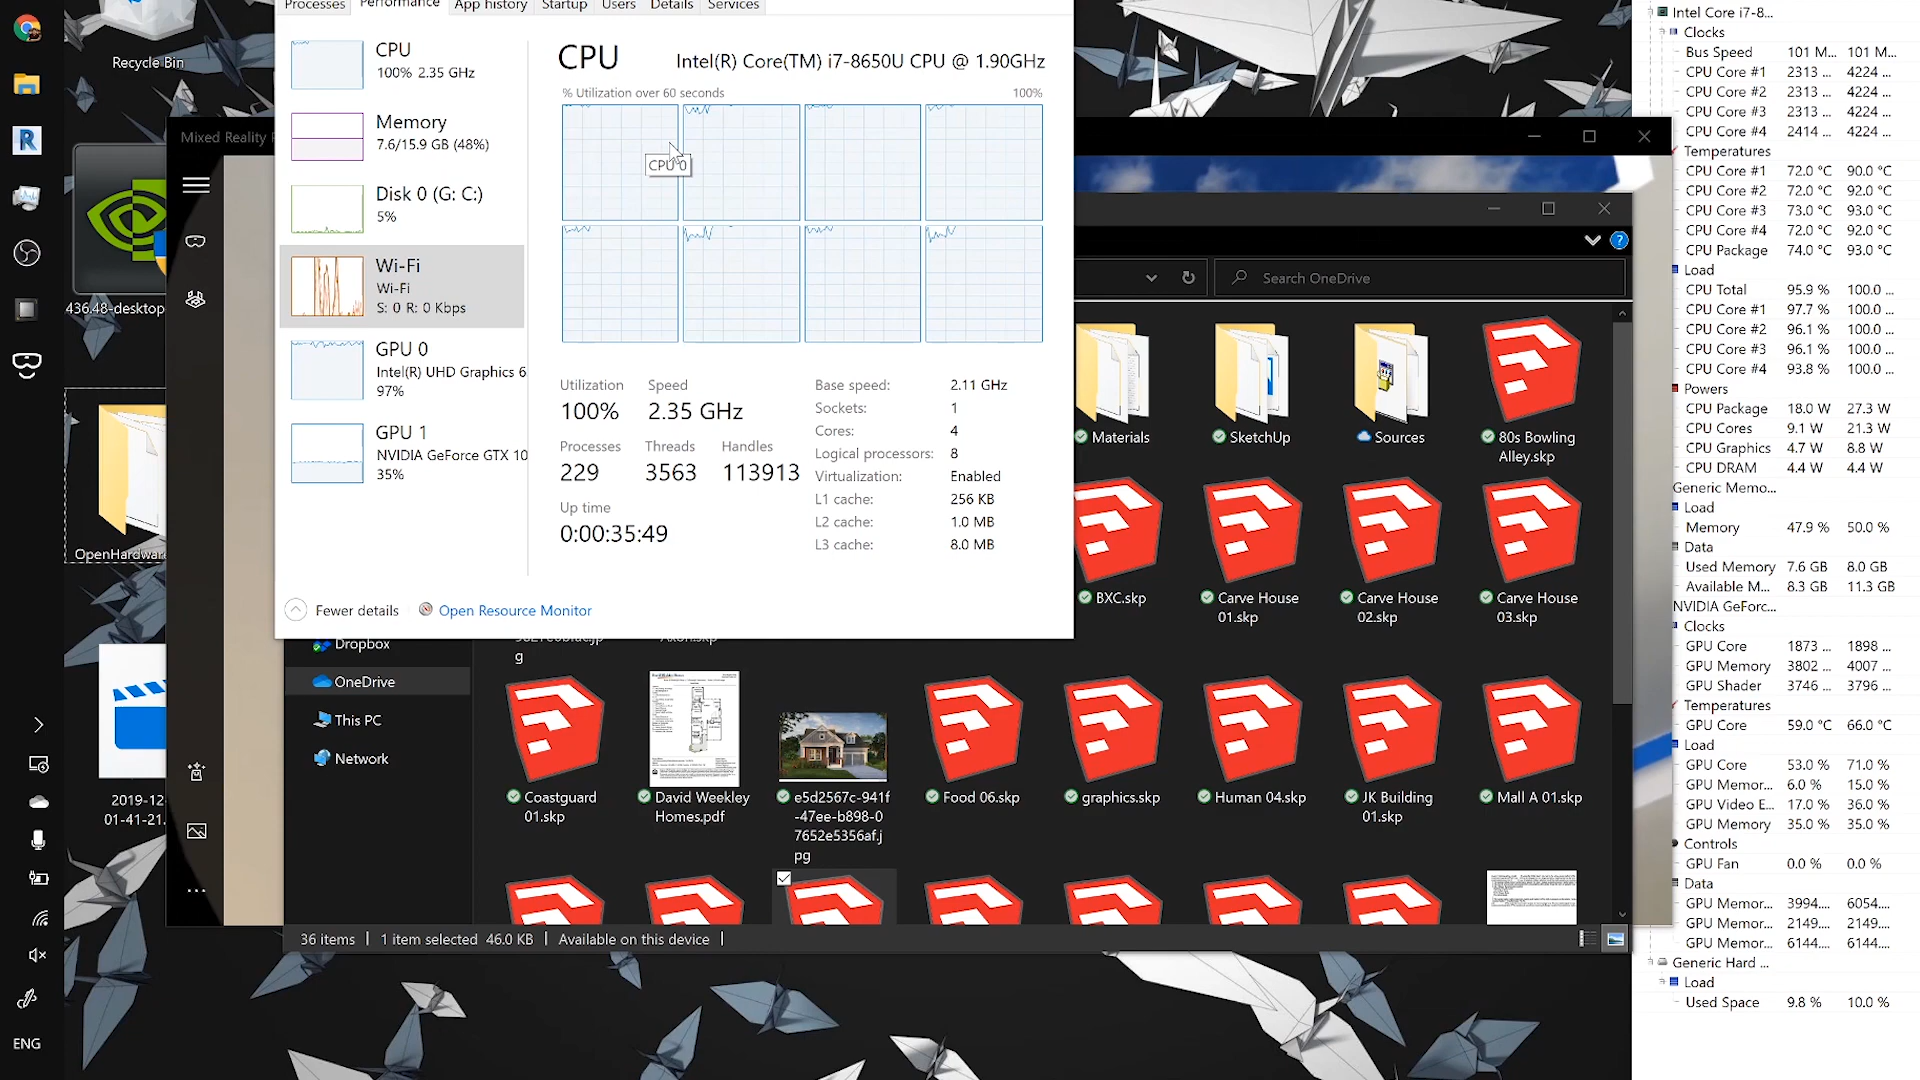 Recycle Bin
436.48-desktop
OpenHardware
2019-12
01-41-21.
ENG
Mixed Reality
Processes
Performance
App history
Startup
Users
Details
Services
CPU
100% 2.35 GHz
Memory
7.6/15.9 GB (48%)
Disk 0 (G: C:)
5%
Wi-Fi
Wi-Fi
S: 0 R: 0 Kbps
GPU 0
Intel(R) UHD Graphics 6
97%
GPU 1
NVIDIA GeForce GTX 10
35%
CPU
Intel(R) Core(TM) i7-8650U CPU @ 1.90GHz
% Utilization over 60 seconds
100%
CPU 0
Utilization
Speed
100%
2.35 GHz
Processes
Threads
Handles
229
3563
113913
Up time
0:00:35:49
Base speed:
2.11 GHz
Sockets:
1
Cores:
4
Logical processors:
8
Virtualization:
Enabled
L1 cache:
256 KB
L2 cache:
1.0 MB
L3 cache:
8.0 MB
Fewer details
Open Resource Monitor
Search OneDrive
Materials
SketchUp
Sources
80s Bowling
Alley.skp
BXC.skp
Carve House
01.skp
Carve House
02.skp
Carve House
03.skp
g
Dropbox
OneDrive
This PC
Network
Coastguard
01.skp
David Weekley
Homes.pdf
e5d2567c-941f
-47ee-b898-0
7652e5356af.j
pg
Food 06.skp
graphics.skp
Human 04.skp
JK Building
01.skp
Mall A 01.skp
36 items
1 item selected 46.0 KB
Available on this device
Intel Core i7-8...
Clocks
Bus Speed 101 M... 101 M...
CPU Core #1 2313 ... 4224 ...
CPU Core #2 2313 ... 4224 ...
CPU Core #3 2313 ... 4224 ...
CPU Core #4 2414 ... 4224 ...
Temperatures
CPU Core #1 72.0 °C 90.0 °C
CPU Core #2 72.0 °C 92.0 °C
CPU Core #3 73.0 °C 93.0 °C
CPU Core #4 72.0 °C 92.0 °C
CPU Package 74.0 °C 93.0 °C
Load
CPU Total 95.9 % 100.0 ...
CPU Core #1 97.7 % 100.0 ...
CPU Core #2 96.1 % 100.0 ...
CPU Core #3 96.1 % 100.0 ...
CPU Core #4 93.8 % 100.0 ...
Powers
CPU Package 18.0 W 27.3 W
CPU Cores 9.1 W 21.3 W
CPU Graphics 4.7 W 8.8 W
CPU DRAM 4.4 W 4.4 W
Generic Memo...
Load
Memory 47.9 % 50.0 %
Data
Used Memory 7.6 GB 8.0 GB
Available M... 8.3 GB 11.3 GB
NVIDIA GeForc...
Clocks
GPU Core 1873 ... 1898 ...
GPU Memory 3802 ... 4007 ...
GPU Shader 3746 ... 3796 ...
Temperatures
GPU Core 59.0 °C 66.0 °C
Load
GPU Core 53.0 % 71.0 %
GPU Memor... 6.0 % 15.0 %
GPU Video E... 17.0 % 36.0 %
GPU Memory 35.0 % 35.0 %
Controls
GPU Fan 0.0 % 0.0 %
Data
GPU Memor... 3994.... 6054....
GPU Memor... 2149.... 2149....
GPU Memor... 6144.... 6144....
Generic Hard ...
Load
Used Space 9.8 % 10.0 %